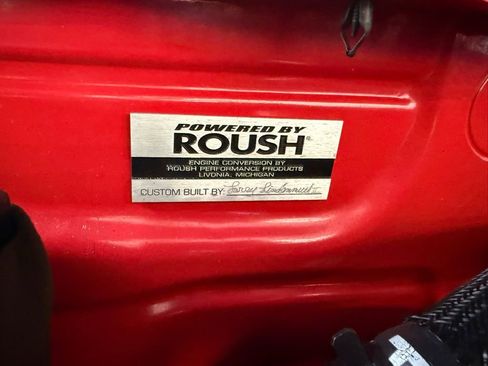 POWERED BY
ROUSH®
ENGINE CONVERSION BY
ROUSH PERFORMANCE PRODUCTS
LIVONIA, MICHIGAN
CUSTOM BUILT BY: